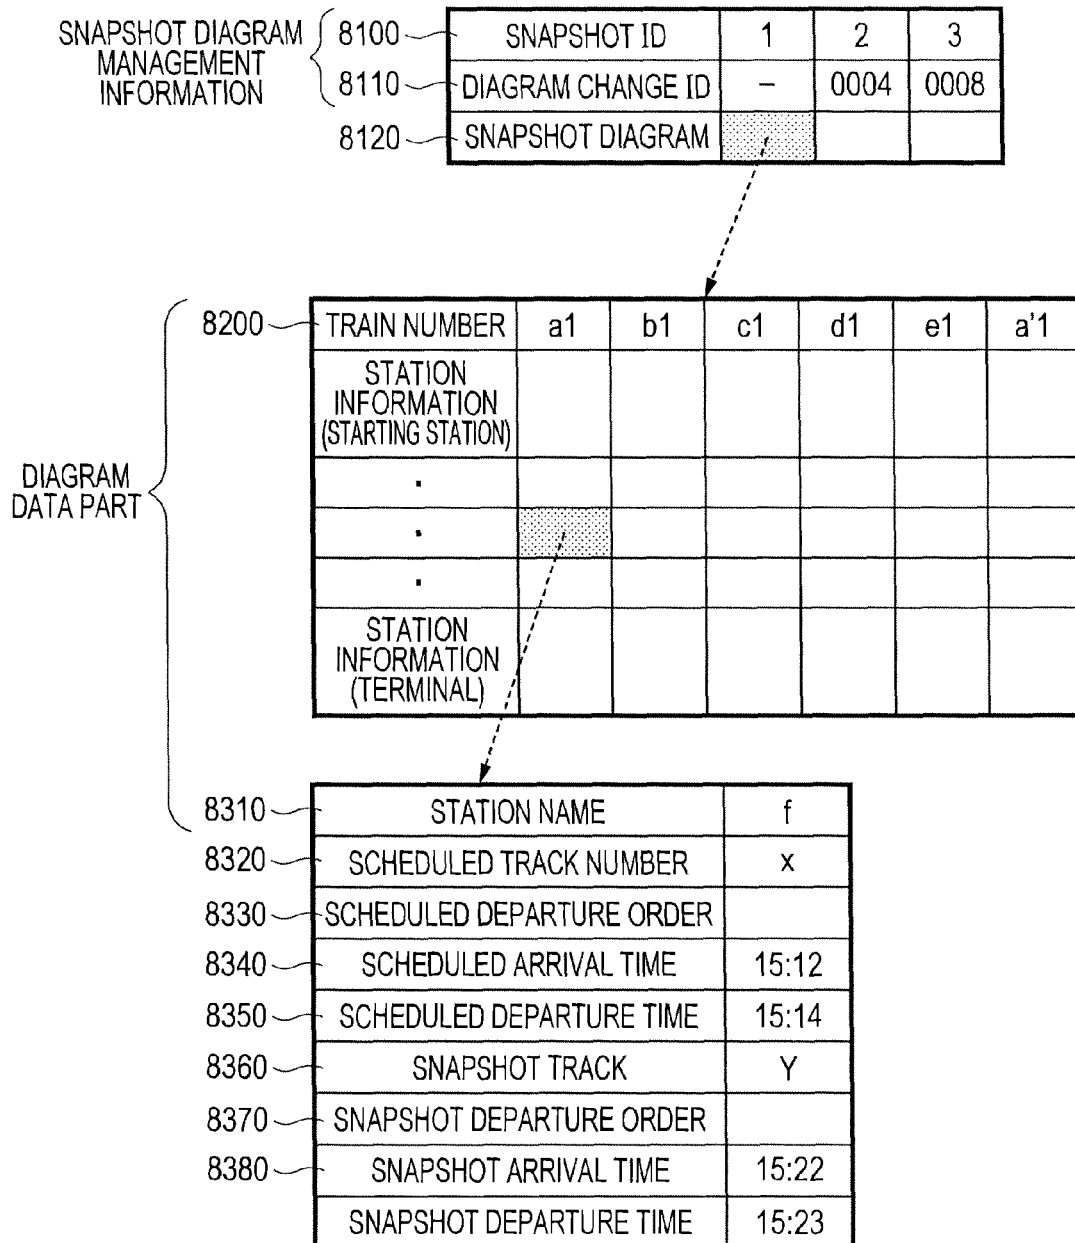 SNAPSHOT DIAGRAM
MANAGEMENT
INFORMATION
8100 SNAPSHOT ID 1 2 3
8110 DIAGRAM CHANGE ID – 0004 0008
8120 SNAPSHOT DIAGRAM
DIAGRAM
DATA PART
8200 TRAIN NUMBER a1 b1 c1 d1 e1 a'1
STATION
INFORMATION
(STARTING STATION)
.
.
.
STATION
INFORMATION
(TERMINAL)
8310 STATION NAME f
8320 SCHEDULED TRACK NUMBER x
8330 SCHEDULED DEPARTURE ORDER
8340 SCHEDULED ARRIVAL TIME 15:12
8350 SCHEDULED DEPARTURE TIME 15:14
8360 SNAPSHOT TRACK Y
8370 SNAPSHOT DEPARTURE ORDER
8380 SNAPSHOT ARRIVAL TIME 15:22
SNAPSHOT DEPARTURE TIME 15:23